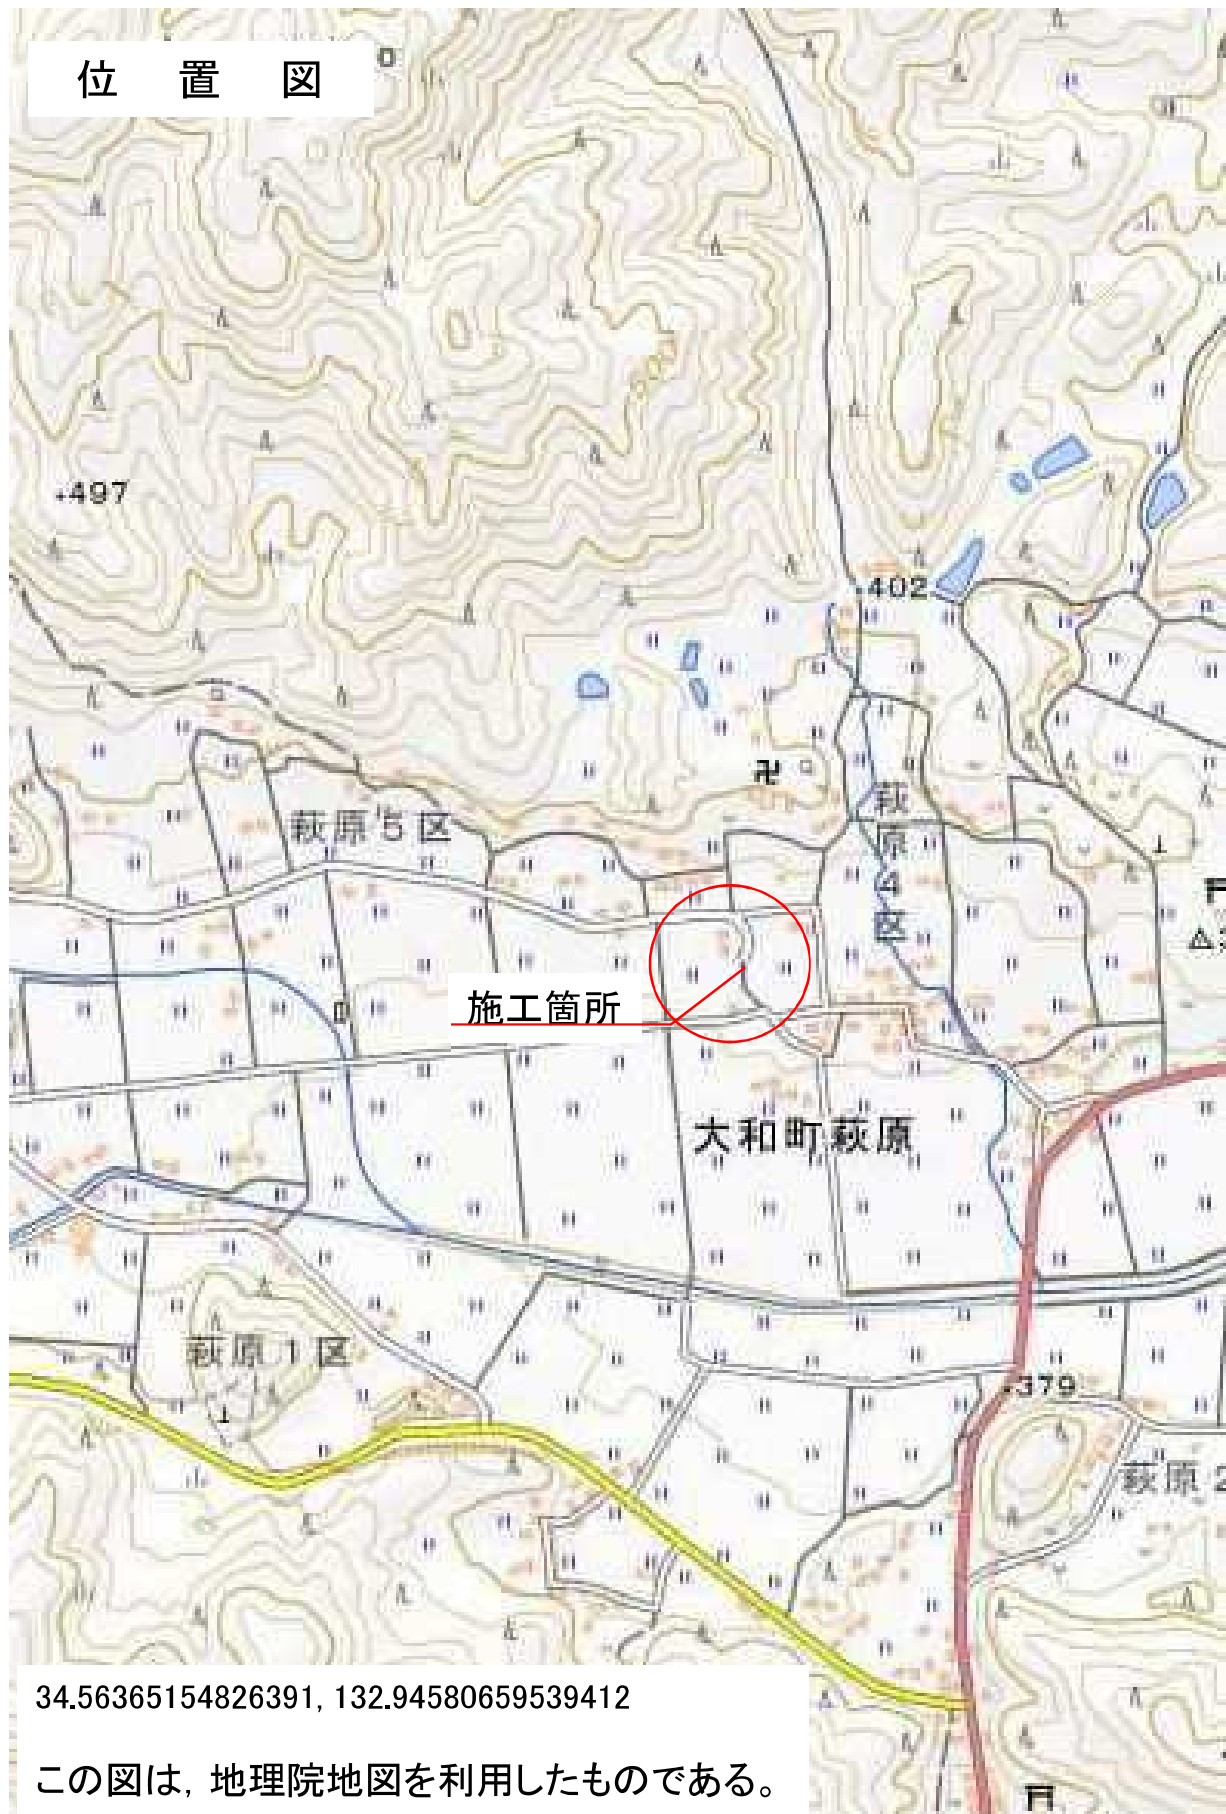 位 置 図
497
402
萩原5区
萩原4区
施工箇所
大和町萩原
萩原1区
379
萩原2
34.56365154826391, 132.94580659539412
この図は, 地理院地図を利用したものである。